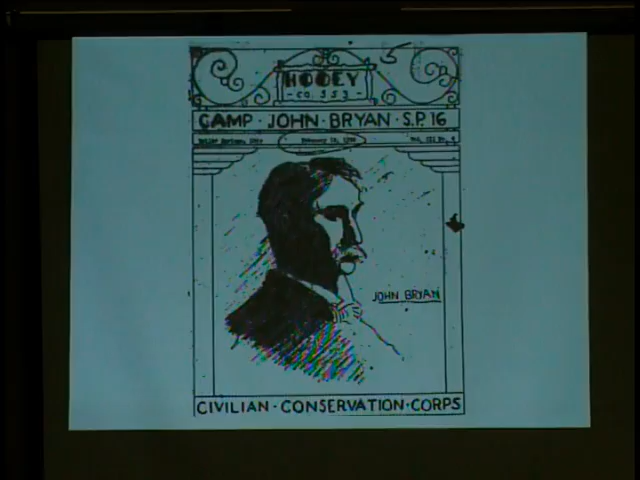 HOOEY
- CO. 553 -
CAMP · JOHN · BRYAN · S.P. 16
JOHN BRYAN
CIVILIAN · CONSERVATION · CORPS